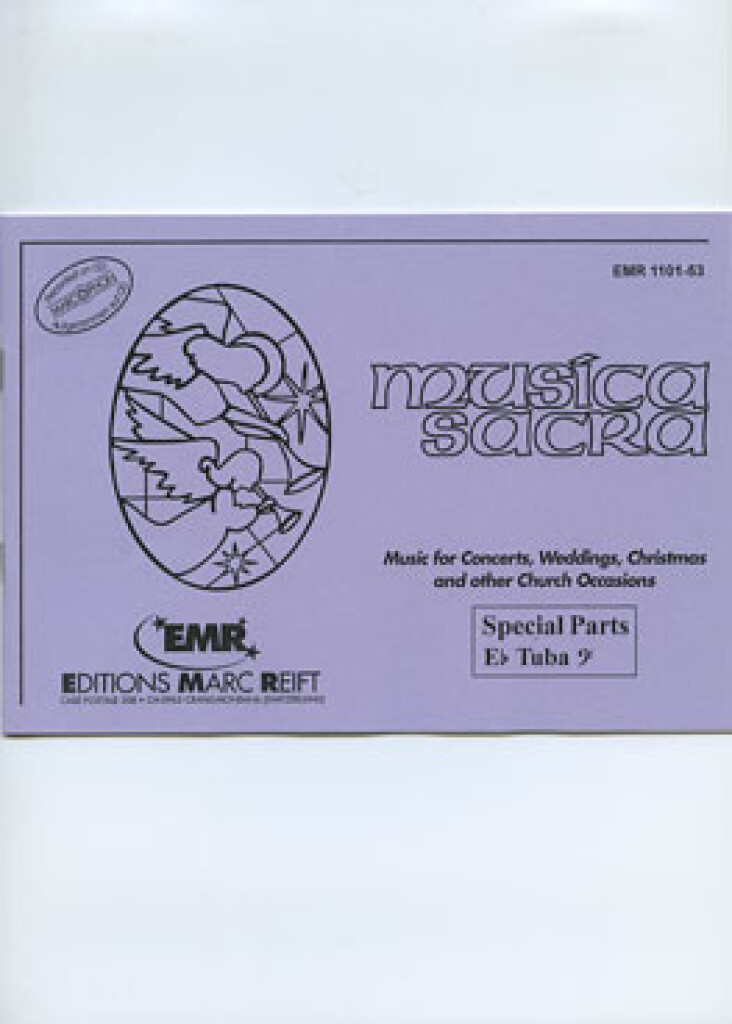 EMR 1101-53
MARCOPHON
musica
sacra
Music for Concerts, Weddings, Christmas
and other Church Occasions
Special Parts
E♭ Tuba 𝄢
EMR
EDITIONS MARC REIFT